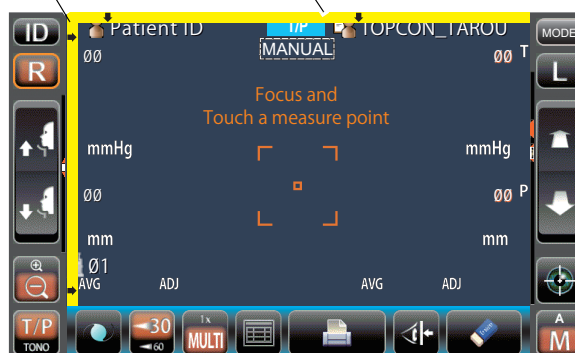 ID
Patient ID
T/P
TOPCON_TAROU
MODE
MANUAL
00
00 T
R
L
Focus and
Touch a measure point
mmHg
mmHg
00
00 P
mm
mm
01
AVG ADJ AVG ADJ
T/P
TONO
30
60
1x
MULTI
A
M